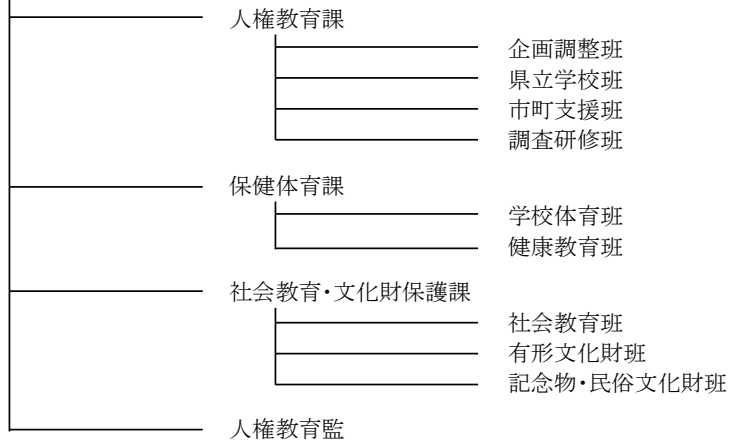 人権教育課
企画調整班
県立学校班
市町支援班
調査研修班
保健体育課
学校体育班
健康教育班
社会教育・文化財保護課
社会教育班
有形文化財班
記念物・民俗文化財班
人権教育監